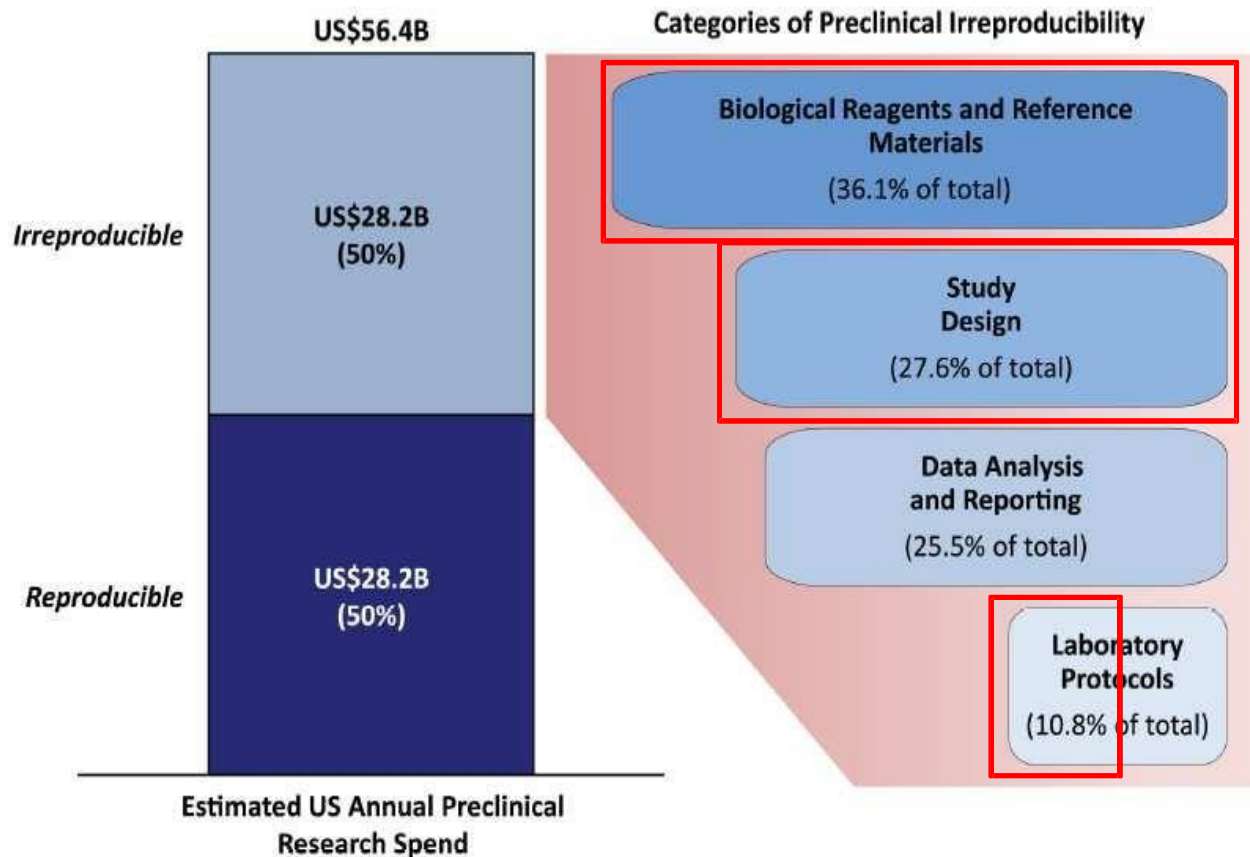 US$56.4B
Irreproducible
US$28.2B
(50%)
Reproducible
US$28.2B
(50%)
Estimated US Annual Preclinical
Research Spend
Categories of Preclinical Irreproducibility
Biological Reagents and Reference
Materials
(36.1% of total)
Study
Design
(27.6% of total)
Data Analysis
and Reporting
(25.5% of total)
Laboratory
Protocols
(10.8% of total)